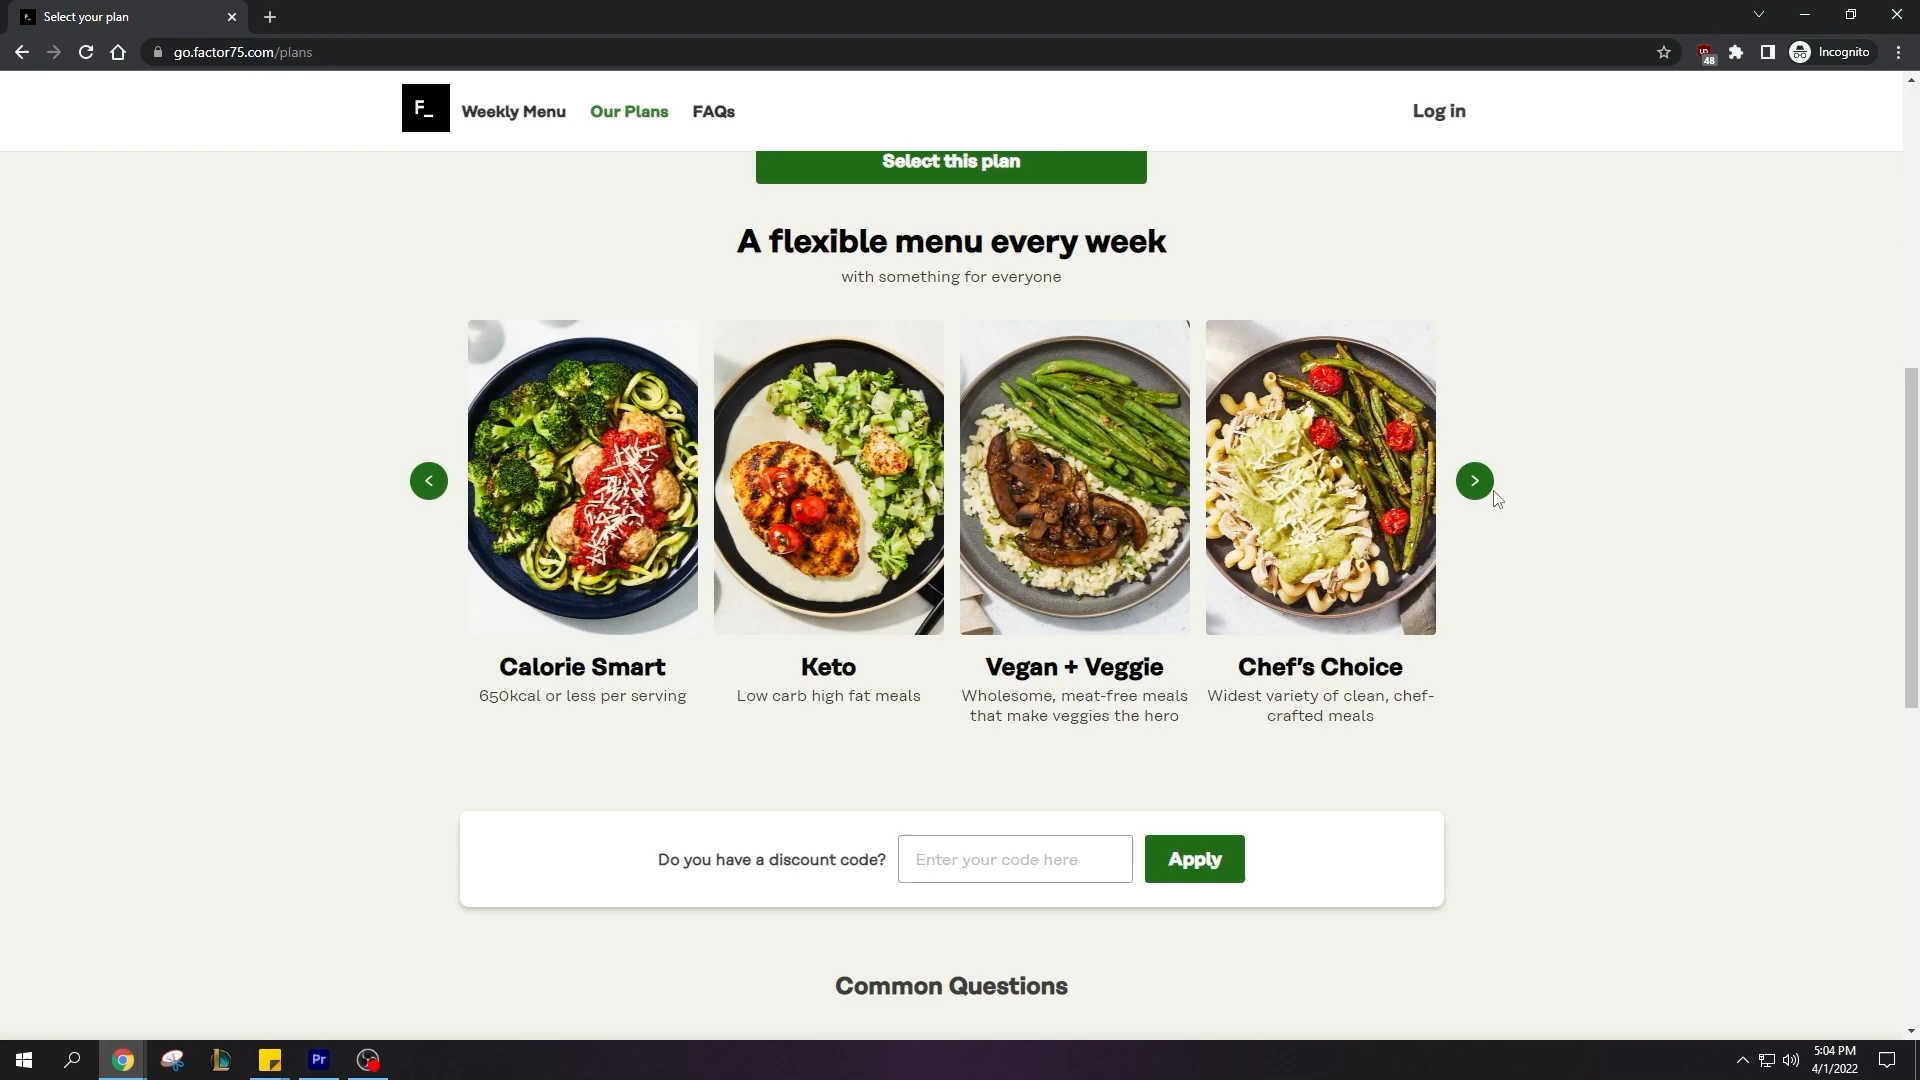 Select your plan
go.factor75.com/plans
48
Incognito
F_
Weekly Menu
Our Plans
FAQs
Log in
Select this plan
A flexible menu every week
with something for everyone
Calorie Smart
650kcal or less per serving
Keto
Low carb high fat meals
Vegan + Veggie
Wholesome, meat-free meals
that make veggies the hero
Chef's Choice
Widest variety of clean, chef-
crafted meals
Do you have a discount code?
Enter your code here
Apply
Common Questions
Pr
5:04 PM
4/1/2022